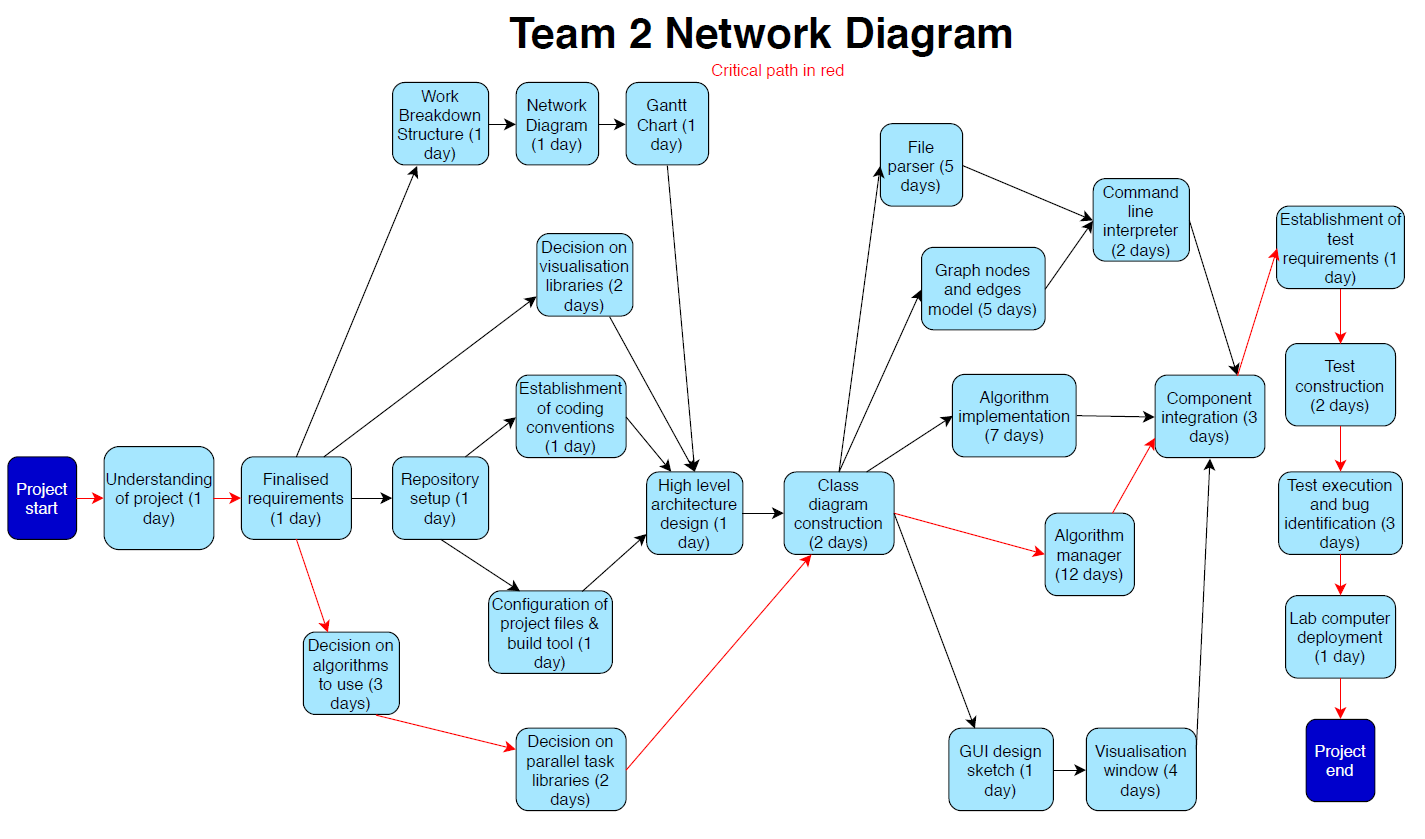 Team 2 Network Diagram
Critical path in red
Work
Breakdown
Structure (1
day)
Network
Diagram
(1 day)
Gantt
Chart (1
day)
File
parser (5
days)
Command
line
interpreter
(2 days)
Establishment of
test
requirements (1
day)
Decision on
visualisation
libraries (2
days)
Graph nodes
and edges
model (5 days)
Test
construction
(2 days)
Establishment
of coding
conventions
(1 day)
Algorithm
implementation
(7 days)
Component
integration (3
days)
Project
start
Understanding
of project (1
day)
Finalised
requirements
(1 day)
Repository
setup (1
day)
High level
architecture
design (1
day)
Class
diagram
construction
(2 days)
Test execution
and bug
identification (3
days)
Algorithm
manager
(12 days)
Configuration of
project files &
build tool (1
day)
Lab computer
deployment
(1 day)
Decision on
algorithms
to use (3
days)
Decision on
parallel task
libraries (2
days)
GUI design
sketch (1
day)
Visualisation
window (4
days)
Project
end